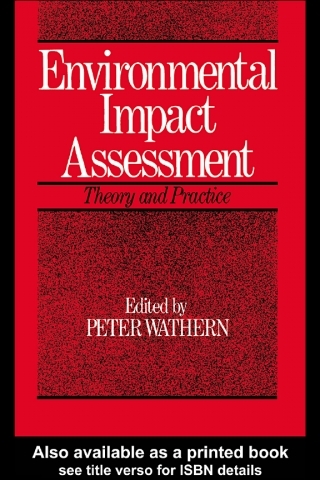 Environmental
Impact
Assessment
Theory and Practice
Edited by
PETER WATHERN
Also available as a printed book
see title verso for ISBN details